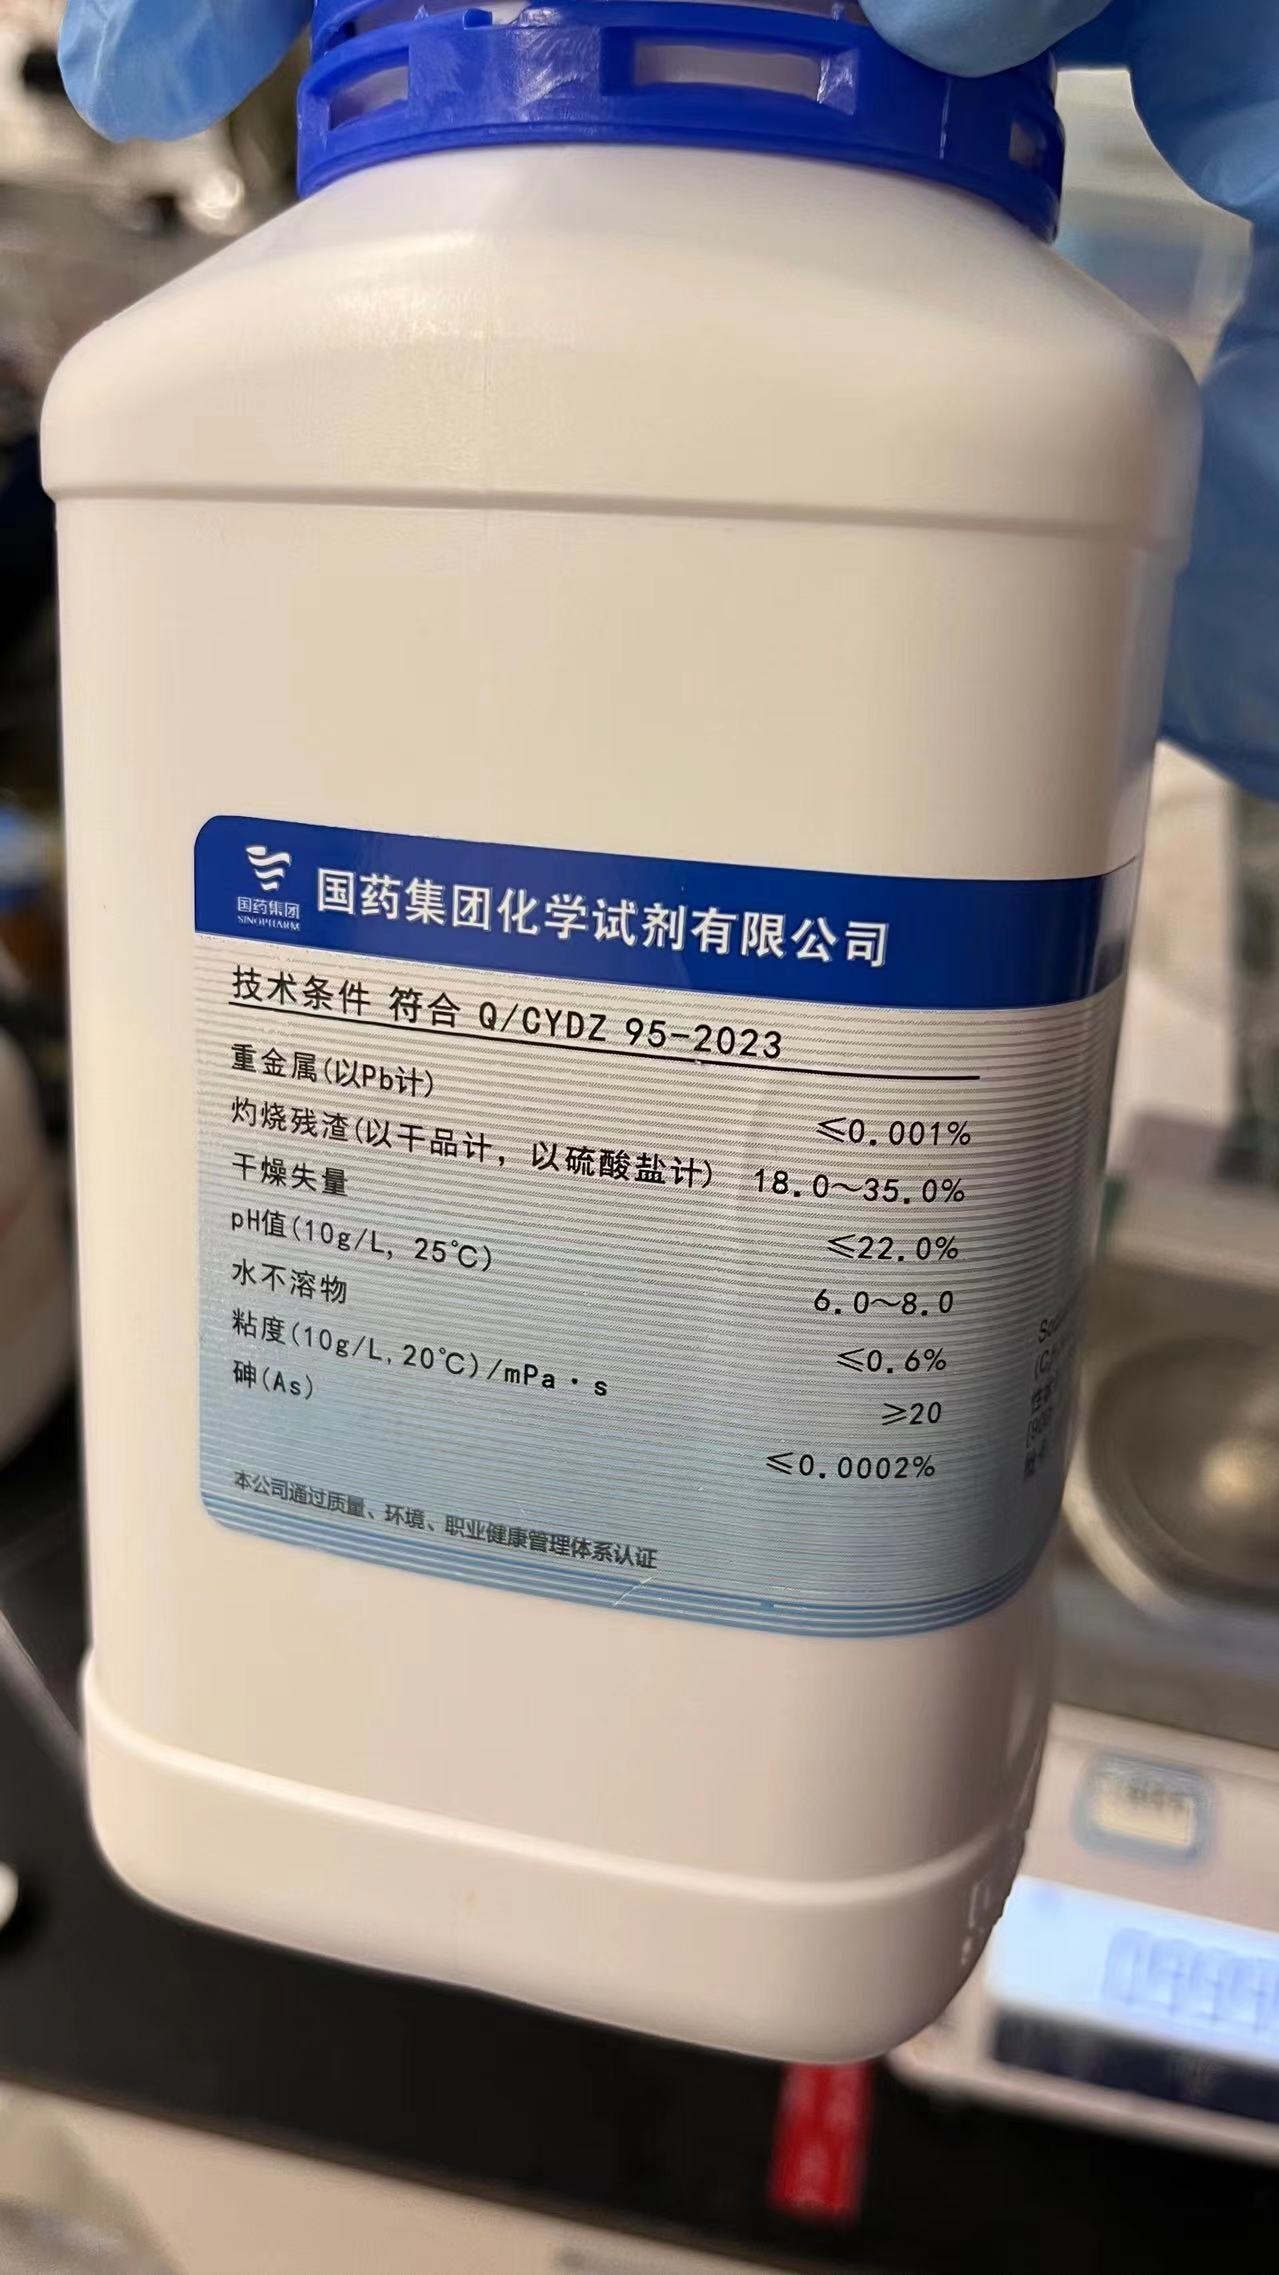 国药集团
SINOPHARM
国药集团化学试剂有限公司
技术条件 符合 Q/CYDZ 95-2023
重金属(以Pb计) ≤0.001%
灼烧残渣(以干品计，以硫酸盐计) 18.0～35.0%
干燥失量 ≤22.0%
pH值(10g/L, 25℃) 6.0～8.0
水不溶物 ≤0.6%
粘度(10g/L,20℃)/mPa·s ≥20
砷(As) ≤0.0002%
本公司通过质量、环境、职业健康管理体系认证